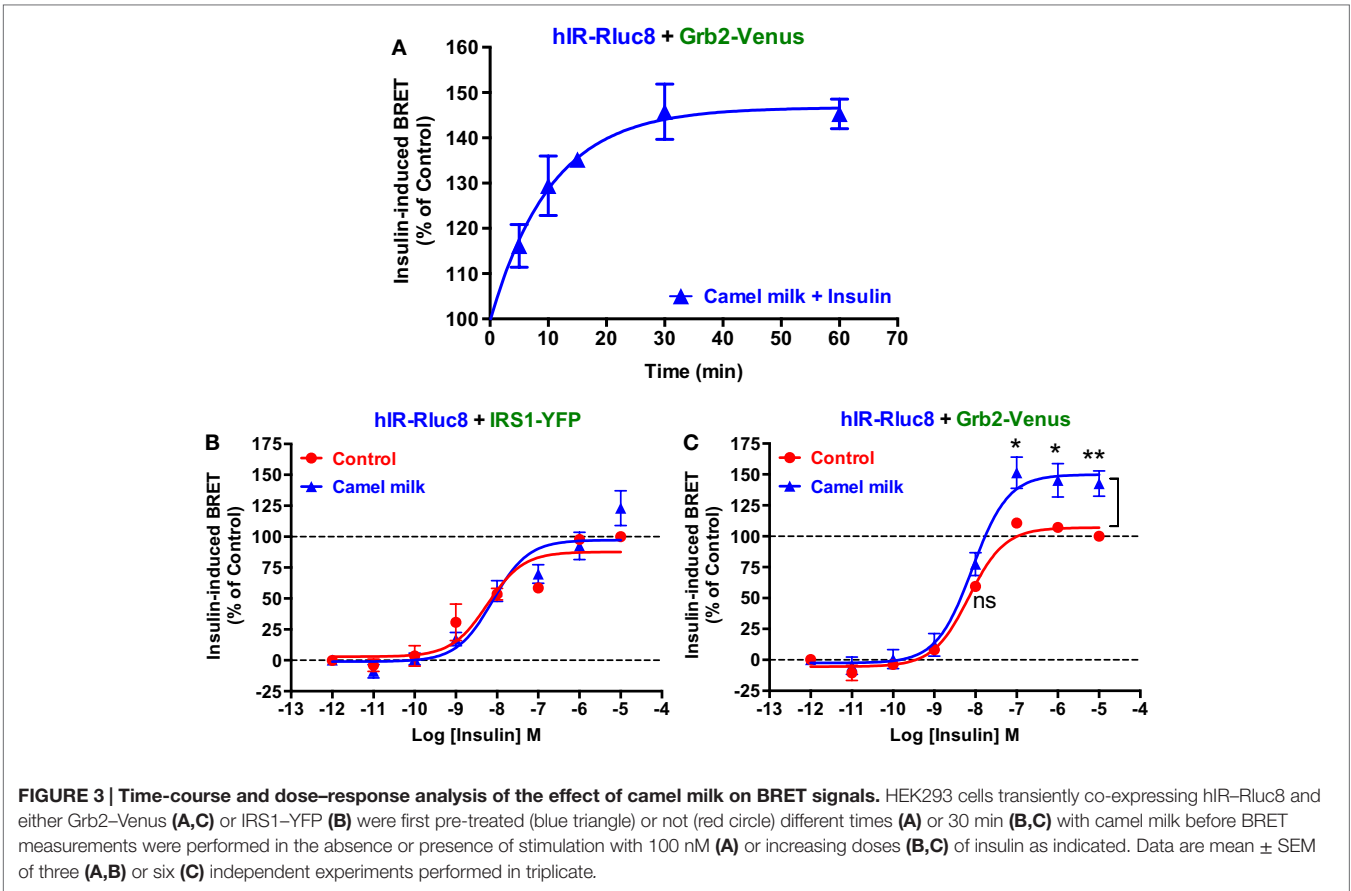 hIR-Rluc8 + Grb2-Venus
A
160
150
140
130
120
110
100
Insulin-induced BRET
(% of Control)
Camel milk + Insulin
0 10 20 30 40 50 60 70
Time (min)
hIR-Rluc8 + IRS1-YFP
B
175
150
125
100
75
50
25
0
-25
Insulin-induced BRET
(% of Control)
Control
Camel milk
-13 -12 -11 -10 -9 -8 -7 -6 -5 -4
Log [Insulin] M
hIR-Rluc8 + Grb2-Venus
C
175
150
125
100
75
50
25
0
-25
Insulin-induced BRET
(% of Control)
Control
Camel milk
* * **
ns
-13 -12 -11 -10 -9 -8 -7 -6 -5 -4
Log [Insulin] M
FIGURE 3 | Time-course and dose–response analysis of the effect of camel milk on BRET signals. HEK293 cells transiently co-expressing hIR–Rluc8 and
either Grb2–Venus (A,C) or IRS1–YFP (B) were first pre-treated (blue triangle) or not (red circle) different times (A) or 30 min (B,C) with camel milk before BRET
measurements were performed in the absence or presence of stimulation with 100 nM (A) or increasing doses (B,C) of insulin as indicated. Data are mean ± SEM
of three (A,B) or six (C) independent experiments performed in triplicate.